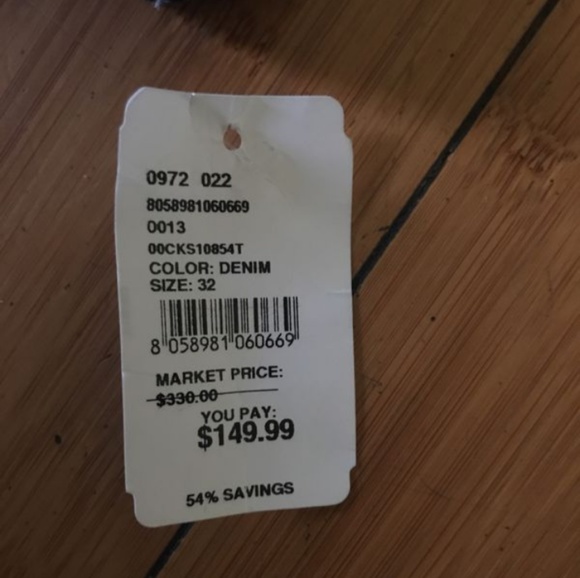 0972 022
8058981060669
0013
00CKS10854T
COLOR: DENIM
SIZE: 32
8 058981 060669
MARKET PRICE:
$330.00
YOU PAY:
$149.99
54% SAVINGS